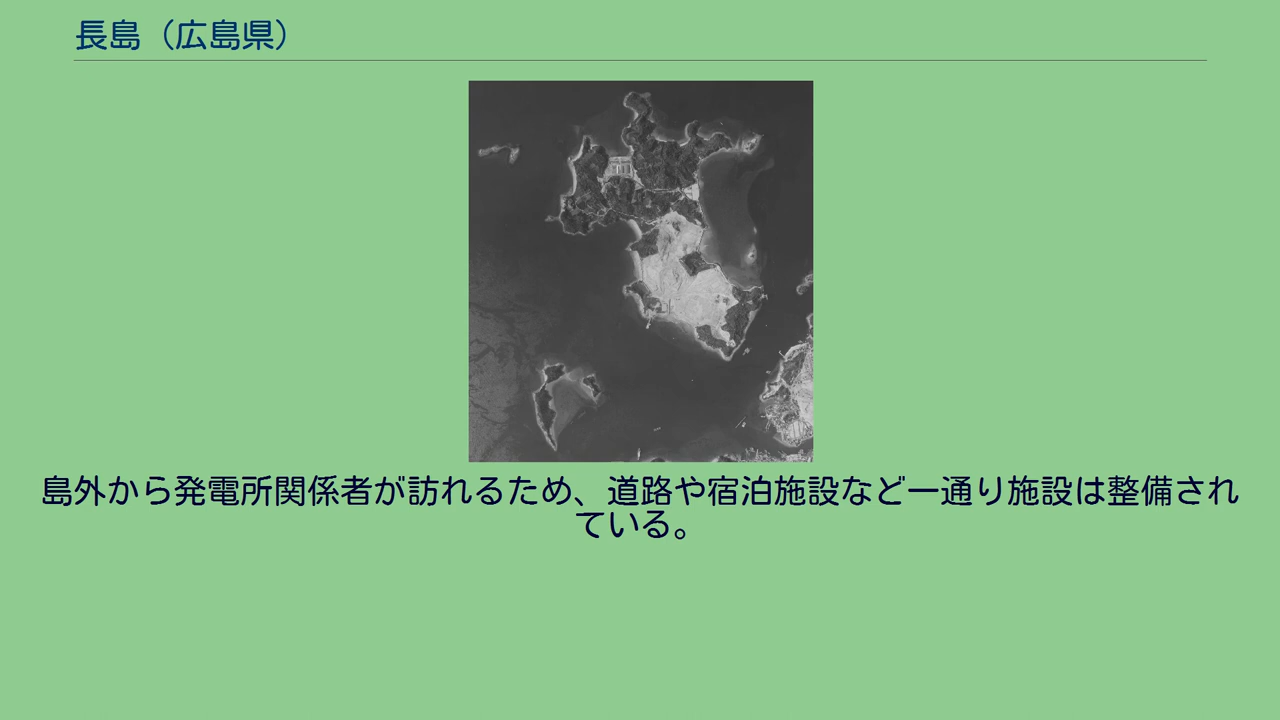 長島（広島県）
島外から発電所関係者が訪れるため、道路や宿泊施設など一通り施設は整備され
ている。